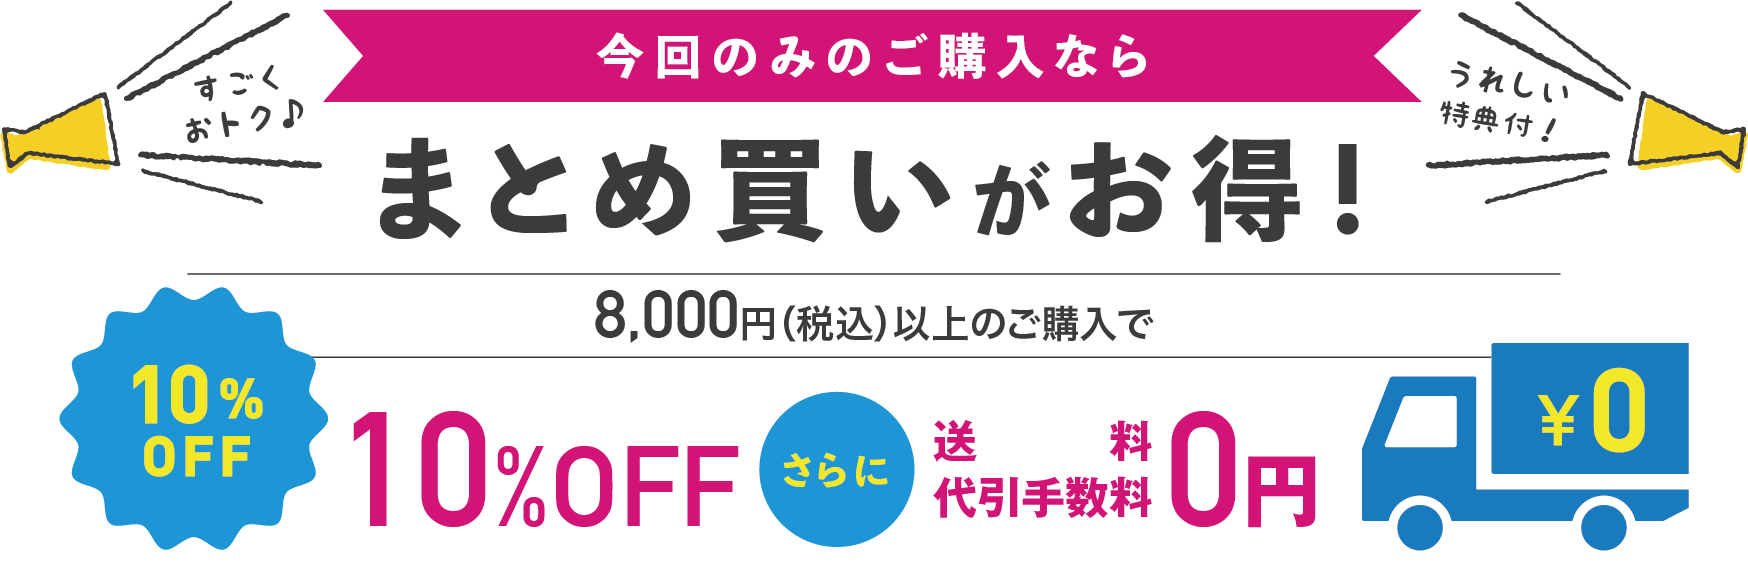 今回のみのご購入なら
すごく
おトク♪
うれしい
特典付!
まとめ買いがお得!
8,000円(税込)以上のご購入で
10%
OFF
10%OFF
さらに
送料
代引手数料
0円
¥0